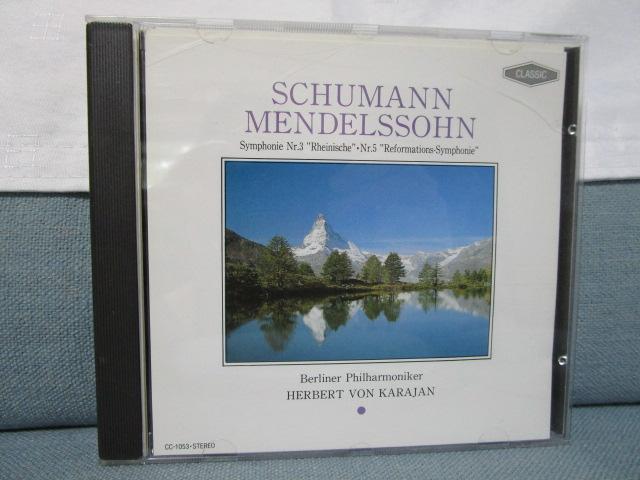 CLASSIC
SCHUMANN
MENDELSSOHN
Symphonie Nr.3 "Rheinische"•Nr.5 "Reformations-Symphonie"
Berliner Philharmoniker
HERBERT VON KARAJAN
CC-1053•STEREO